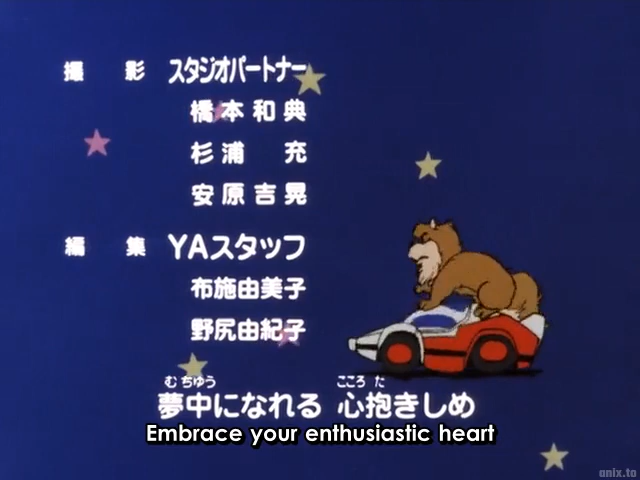 撮影 スタジオパートナー
橋本和典
杉浦 充
安原吉晃
編集 YAスタッフ
布施由美子
野尻由紀子
むちゅう こころ だ
夢中になれる 心抱きしめ
Embrace your enthusiastic heart
anix.to